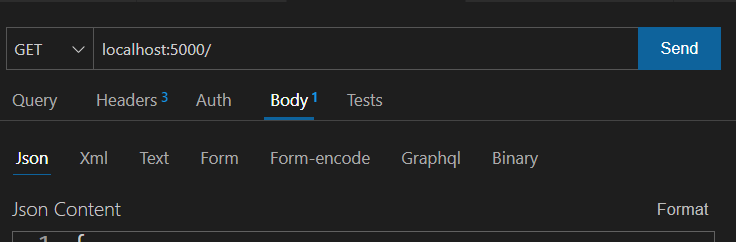 GET localhost:5000/ Send
Query Headers 3 Auth Body 1 Tests
Json Xml Text Form Form-encode Graphql Binary
Json Content Format
1 {